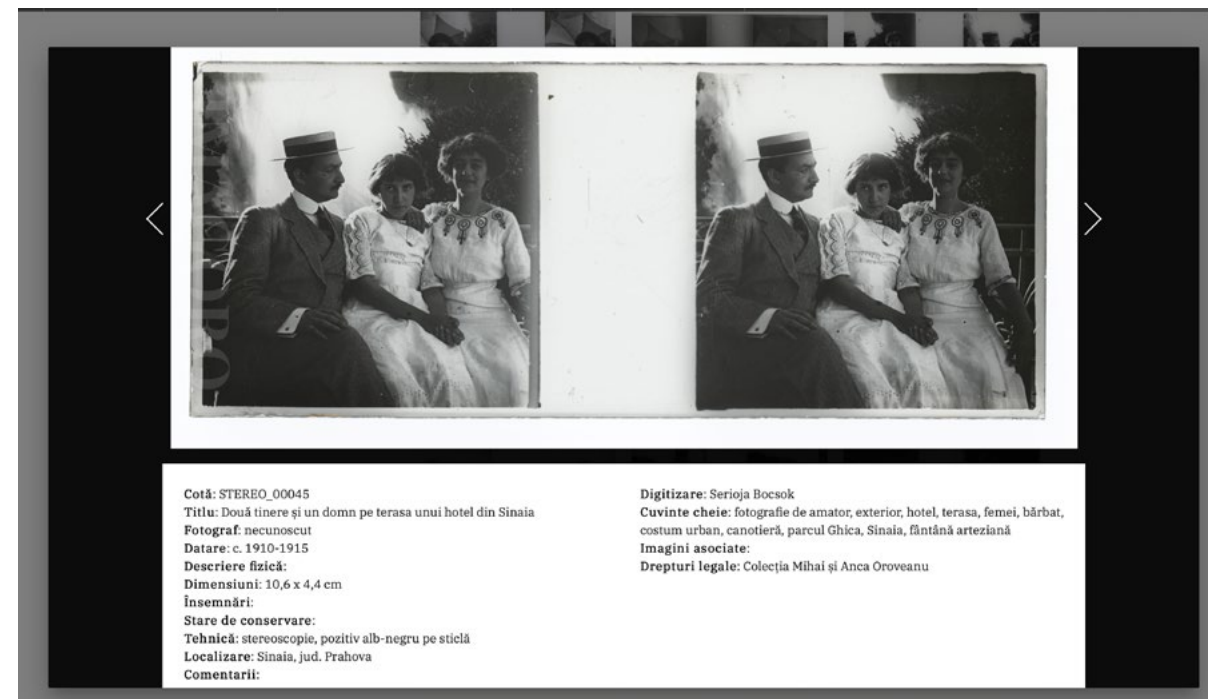 Cotă: STEREO_00045
Titlu: Două tinere și un domn pe terasa unui hotel din Sinaia
Fotograf: necunoscut
Datare: c. 1910-1915
Descriere fizică:
Dimensiuni: 10,6 x 4,4 cm
Însemnări:
Stare de conservare:
Tehnică: stereoscopie, pozitiv alb-negru pe sticlă
Localizare: Sinaia, jud. Prahova
Comentarii:
Digitizare: Serioja Bocsok
Cuvinte cheie: fotografie de amator, exterior, hotel, terasa, femei, bărbat,
costum urban, canotieră, parcul Ghica, Sinaia, fântână arteziană
Imagini asociate:
Drepturi legale: Colecția Mihai și Anca Oroveanu